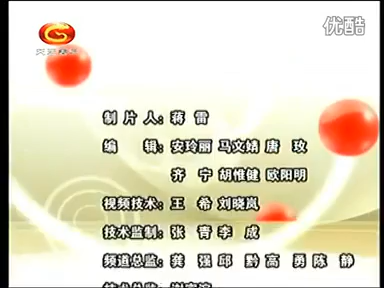 优酷
制 片 人：蒋 雷
编 辑：安玲丽 马文婧 唐 玫
齐 宁 胡惟健 欧阳明
视频技术：王 希 刘晓岚
技术监制：张 青 李 成
频道总监：龚 强 邱 黔 高 勇 陈 静